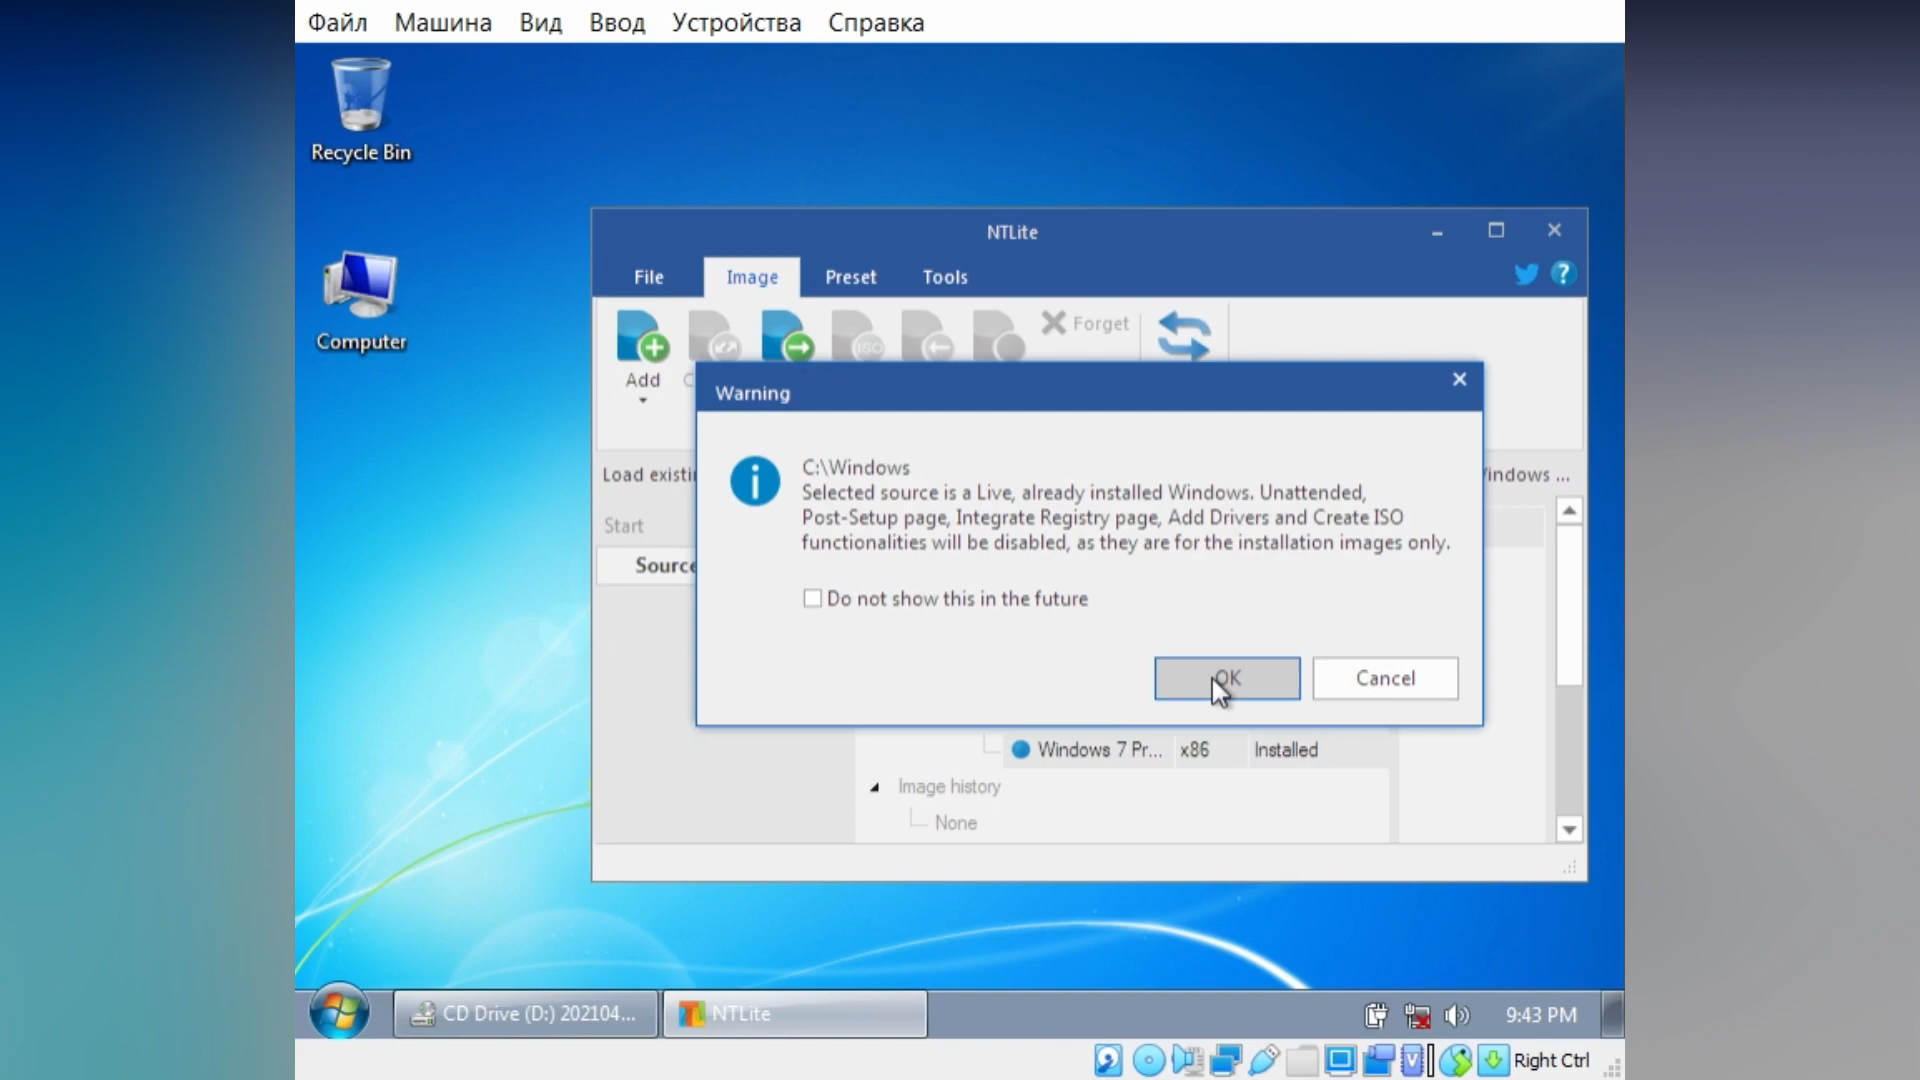 Файл Машина Вид Ввод Устройства Справка
Recycle Bin
Computer
NTLite
File Image Preset Tools
Forget
Add
Warning
C:\Windows
Selected source is a Live, already installed Windows. Unattended,
Post-Setup page, Integrate Registry page, Add Drivers and Create ISO
functionalities will be disabled, as they are for the installation images only.
Do not show this in the future
OK Cancel
Load
Start
Windows 7 Pr... x86 Installed
Image history
None
CD Drive (D:) 202104... NTLite 9:43 PM
Right Ctrl